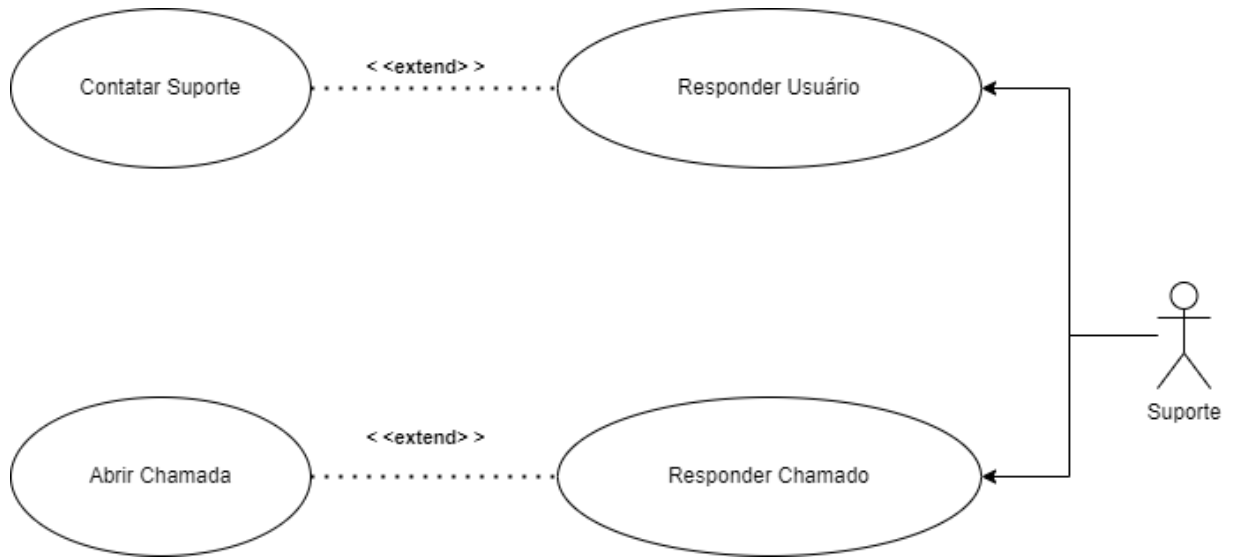 < <extend> >
Contatar Suporte
Responder Usuário
Suporte
< <extend> >
Abrir Chamada
Responder Chamado